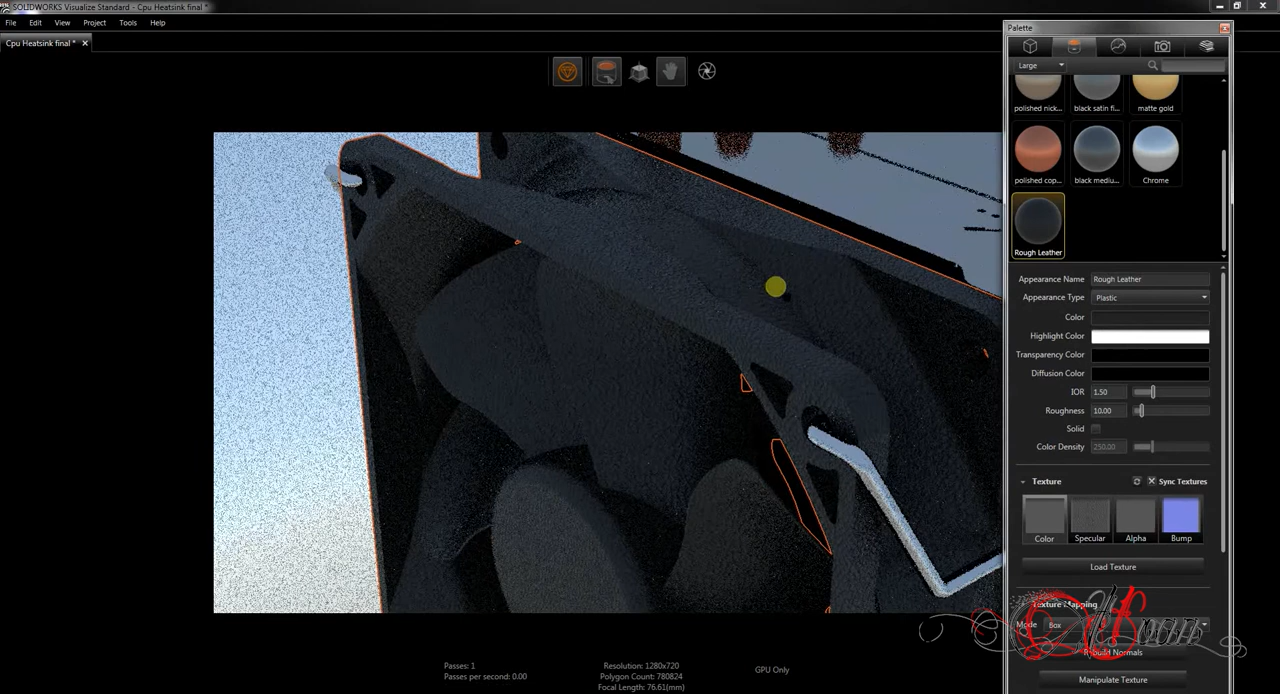 SOLIDWORKS Visualize Standard - Cpu Heatsink final *
File Edit View Project Tools Help
Cpu Heatsink final *
Palette
Large
polished nick... black satin fi... matte gold
polished cop... black mediu... Chrome
Rough Leather
Appearance Name Rough Leather
Appearance Type Plastic
Color
Highlight Color
Transparency Color
Diffusion Color
IOR 1.50
Roughness 10.00
Solid
Color Density 250.00
Texture Sync Textures
Color Specular Alpha Bump
Load Texture
Texture Mapping
Mode Box
Rebuild Normals
Manipulate Texture
Passes: 1 Resolution: 1280x720 GPU Only
Passes per second: 0.00 Polygon Count: 780824
Focal Length: 76.61(mm)